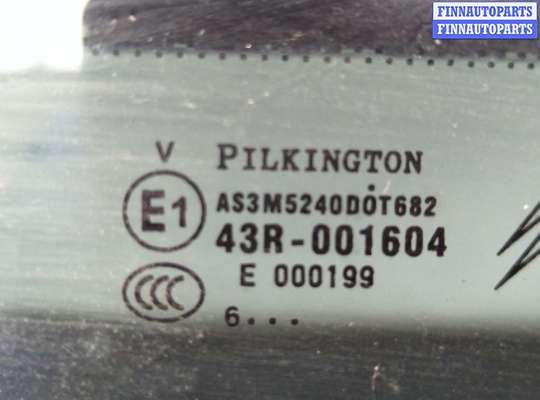 FINNAUTOPARTS
FINNAUTOPARTS
V PILKINGTON
E1 AS3M5240DOT682
43R-001604
CCC E 000199
6...